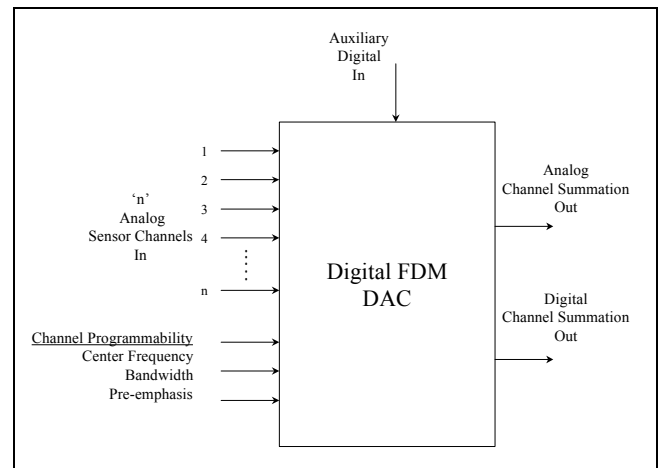 Auxiliary
Digital
In
1
2
3
4
n
‘n’
Analog
Sensor Channels
In
Channel Programmability
Center Frequency
Bandwidth
Pre-emphasis
Digital FDM
DAC
Analog
Channel Summation
Out
Digital
Channel Summation
Out